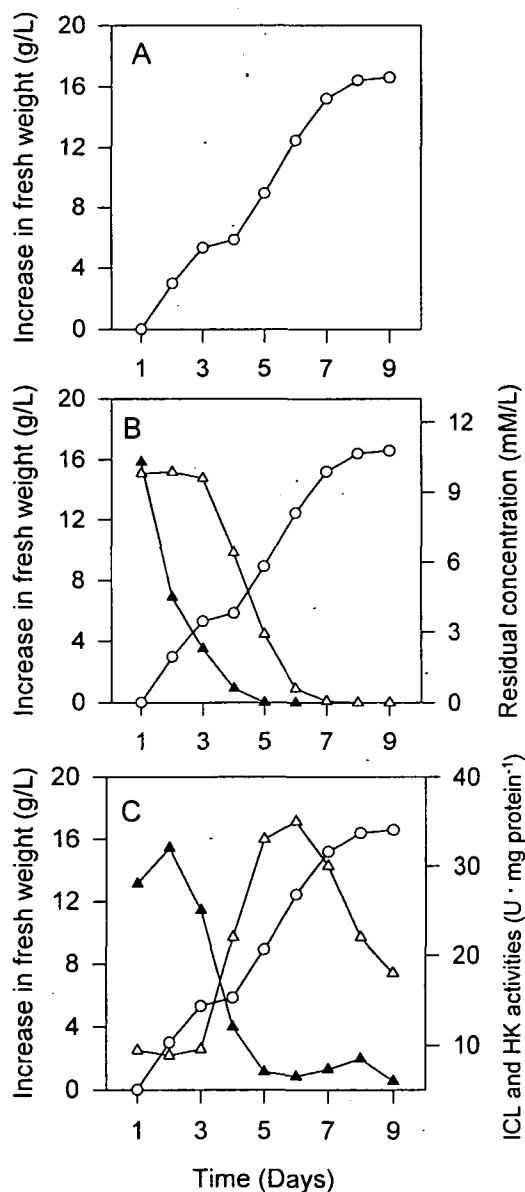 A
Increase in fresh weight (g/L)
20
16
12
8
4
0
1 3 5 7 9
B
Increase in fresh weight (g/L)
20
16
12
8
4
0
Residual concentration (mM/L)
12
9
6
3
0
1 3 5 7 9
C
Increase in fresh weight (g/L)
20
16
12
8
4
0
ICL and HK activities (U · mg protein⁻¹)
40
30
20
10
1 3 5 7 9
Time (Days)